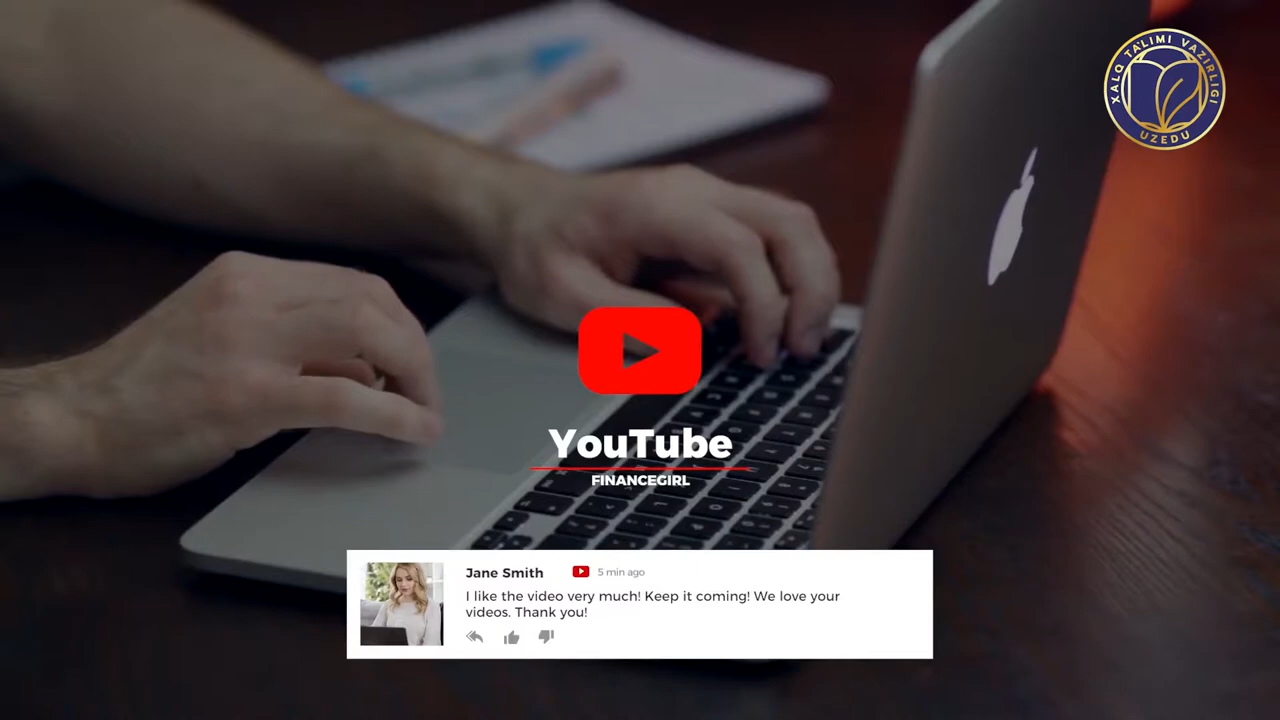 XALQ TA'LIMI VAZIRLIGI
UZEDU
YouTube
FINANCEGIRL
Jane Smith
5 min ago
I like the video very much! Keep it coming! We love your
videos. Thank you!